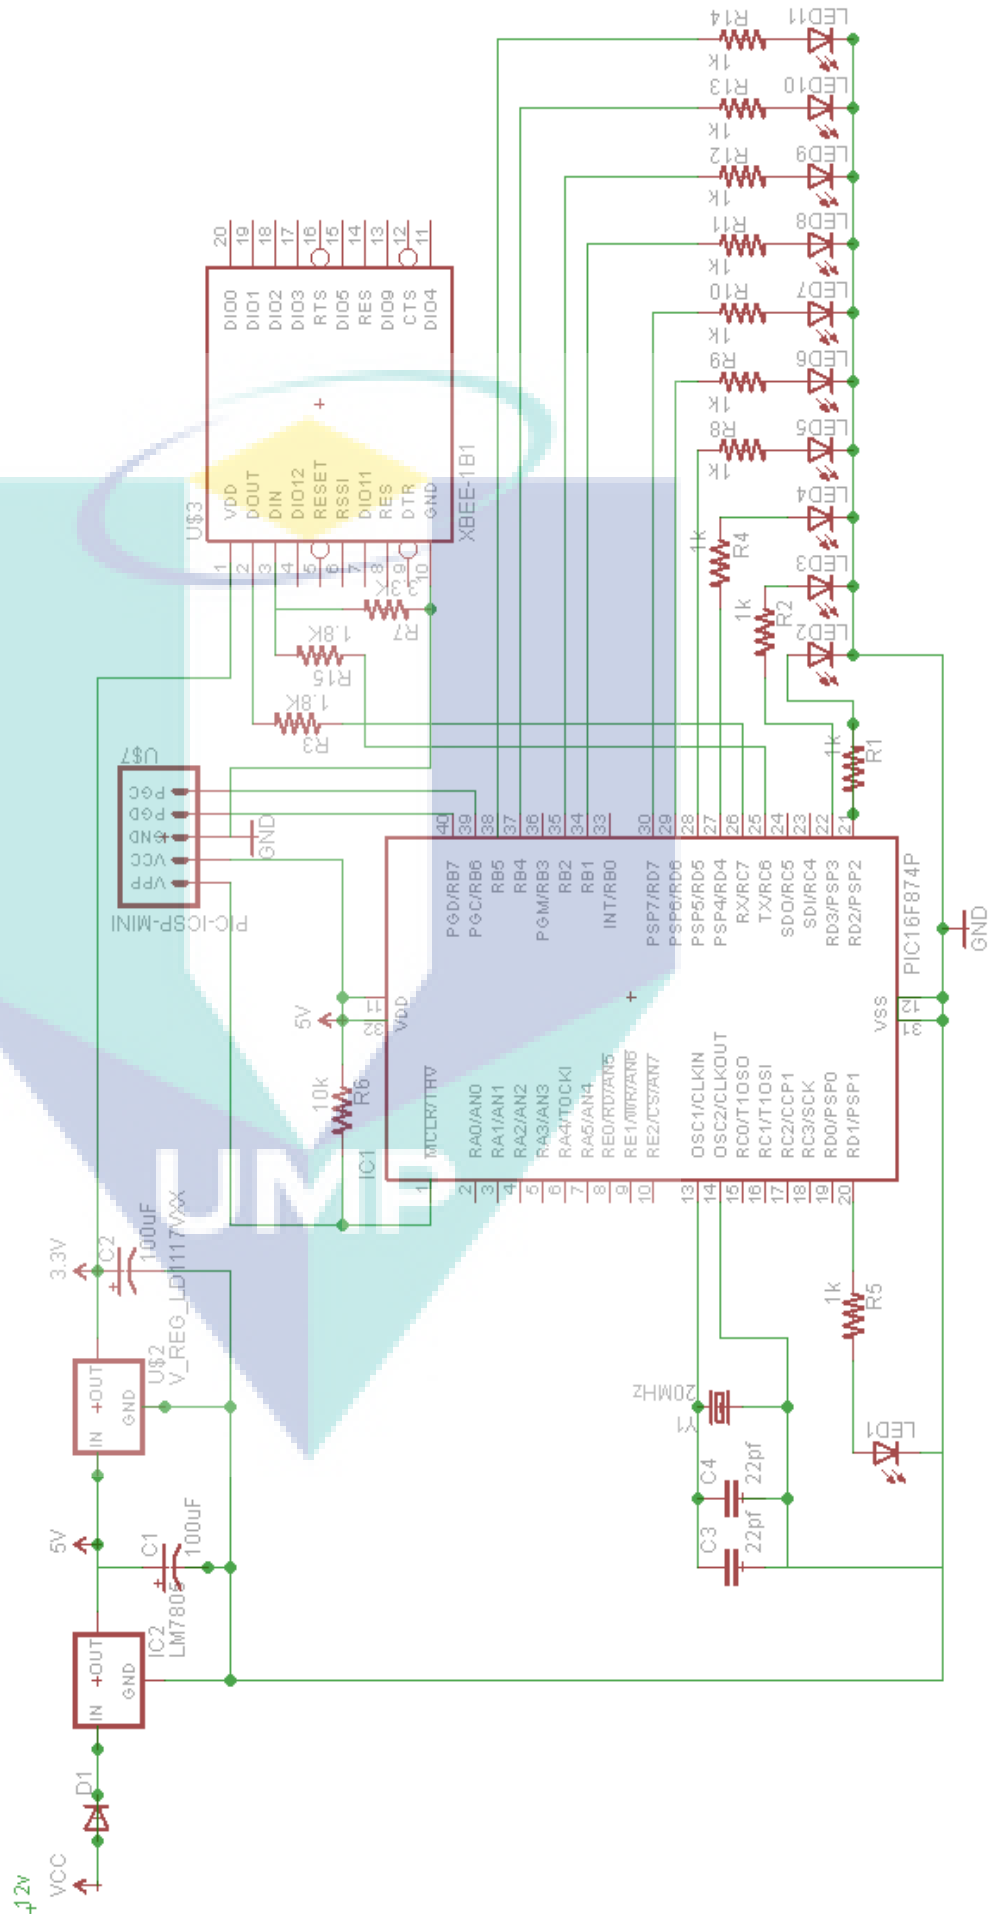 R14
1k
LED11
R13
1k
LED10
R12
1k
LED9
R11
1k
LED8
R10
1k
LED7
R9
1k
LED6
R8
1k
LED5
LED4
1k
R4
LED3
1k
R2
LED2
1k
R1
20
19
18
17
16
15
14
13
12
11
DIO0
DIO1
DIO2
DIO3
RTS
DIO5
RES
DIO9
CTS
DIO4
VDD
DOUT
DIN
DIO12
RESET
RSSI
DIO11
RES
DTR
GND
U$3
XBEE-1B1
1
2
3
4
5
6
7
8
9
10
3.3K
R7
1.8K
R15
1.8K
R3
U$7
PGC
PGD
GND
VCC
VPP
PIC-ICSP-MINI
GND
40
39
38
37
36
35
34
33
30
29
28
27
26
25
24
23
22
21
PGD/RB7
PGC/RB6
RB5
RB4
PGM/RB3
RB2
RB1
INT/RB0
PSP7/RD7
PSP6/RD6
PSP5/RD5
PSP4/RD4
RX/RC7
TX/RC6
SDO/RC5
SDI/RC4
RD3/PSP3
RD2/PSP2
PIC16F874P
GND
5V
11
32
VDD
VSS
12
31
10k
R6
IC1
MCLR/THV
RA0/AN0
RA1/AN1
RA2/AN2
RA3/AN3
RA4/TOCKI
RA5/AN4
RE0/RD/AN5
RE1/WR/AN6
RE2/CS/AN7
OSC1/CLKIN
OSC2/CLKOUT
RC0/T1OSO
RC1/T1OSI
RC2/CCP1
RC3/SCK
RD0/PSP0
RD1/PSP1
1
2
3
4
5
6
7
8
9
10
13
14
15
16
17
18
19
20
UMP
3.3V
C2
100uF
U$2
V_REG_LD1117VXX
IN
+OUT
GND
1k
R5
20MHz
Y1
LED1
C4
22pf
C3
22pf
5V
C1
100uF
IC2
IN
+OUT
GND
D1
VCC
+12v